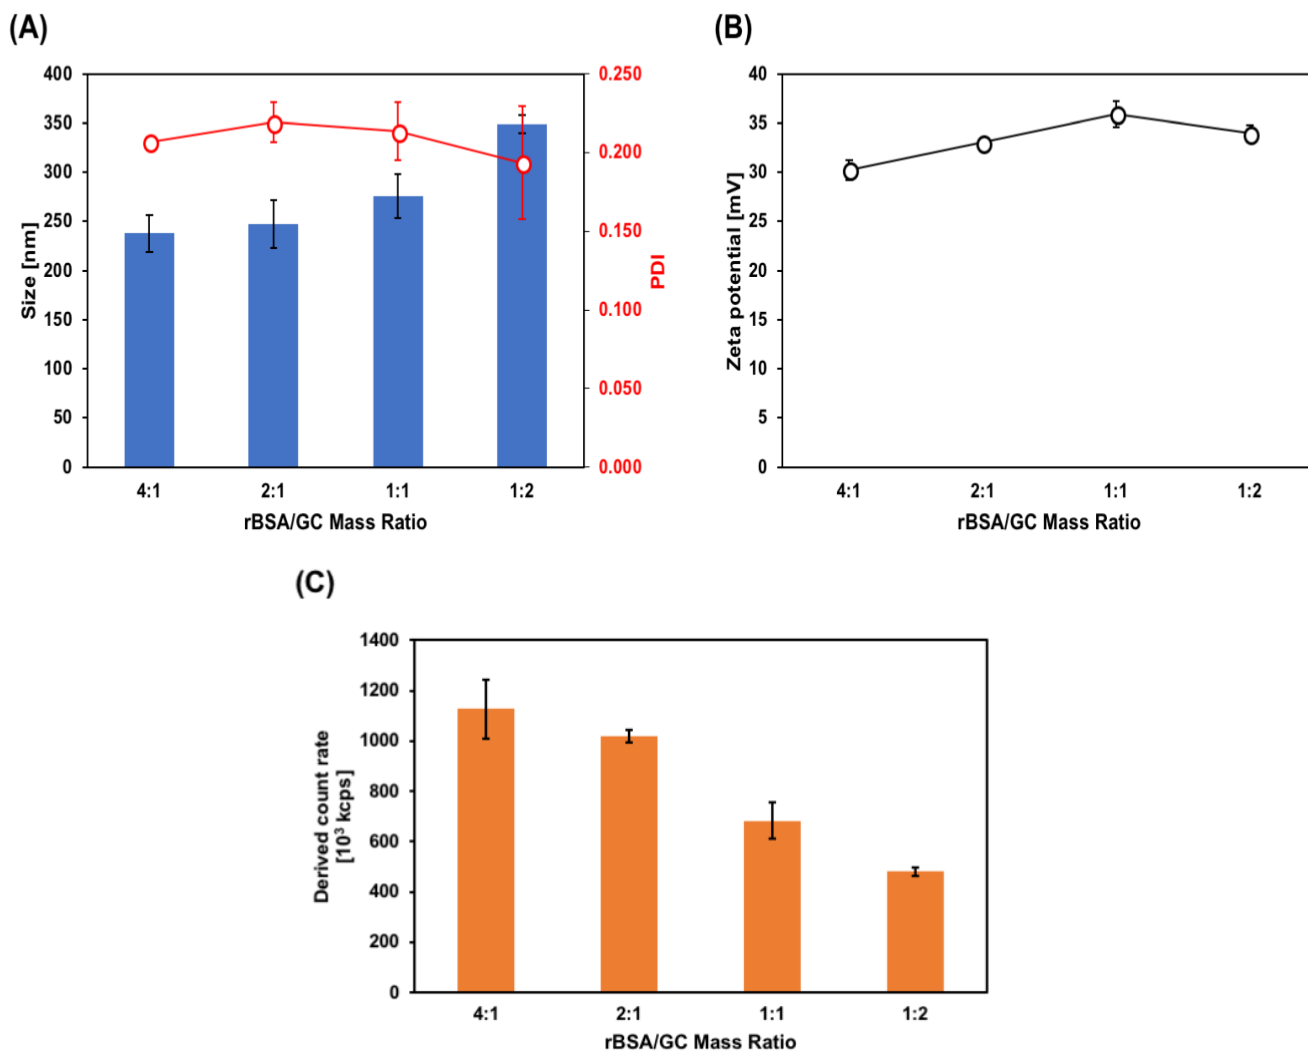 (A)
400
350
300
250
200
150
100
50
0
Size [nm]
0.250
0.200
0.150
0.100
0.050
0.000
PDI
4:1 2:1 1:1 1:2
rBSA/GC Mass Ratio
(B)
40
35
30
25
20
15
10
5
0
Zeta potential [mV]
4:1 2:1 1:1 1:2
rBSA/GC Mass Ratio
(C)
1400
1200
1000
800
600
400
200
0
Derived count rate
[10³ kcps]
4:1 2:1 1:1 1:2
rBSA/GC Mass Ratio